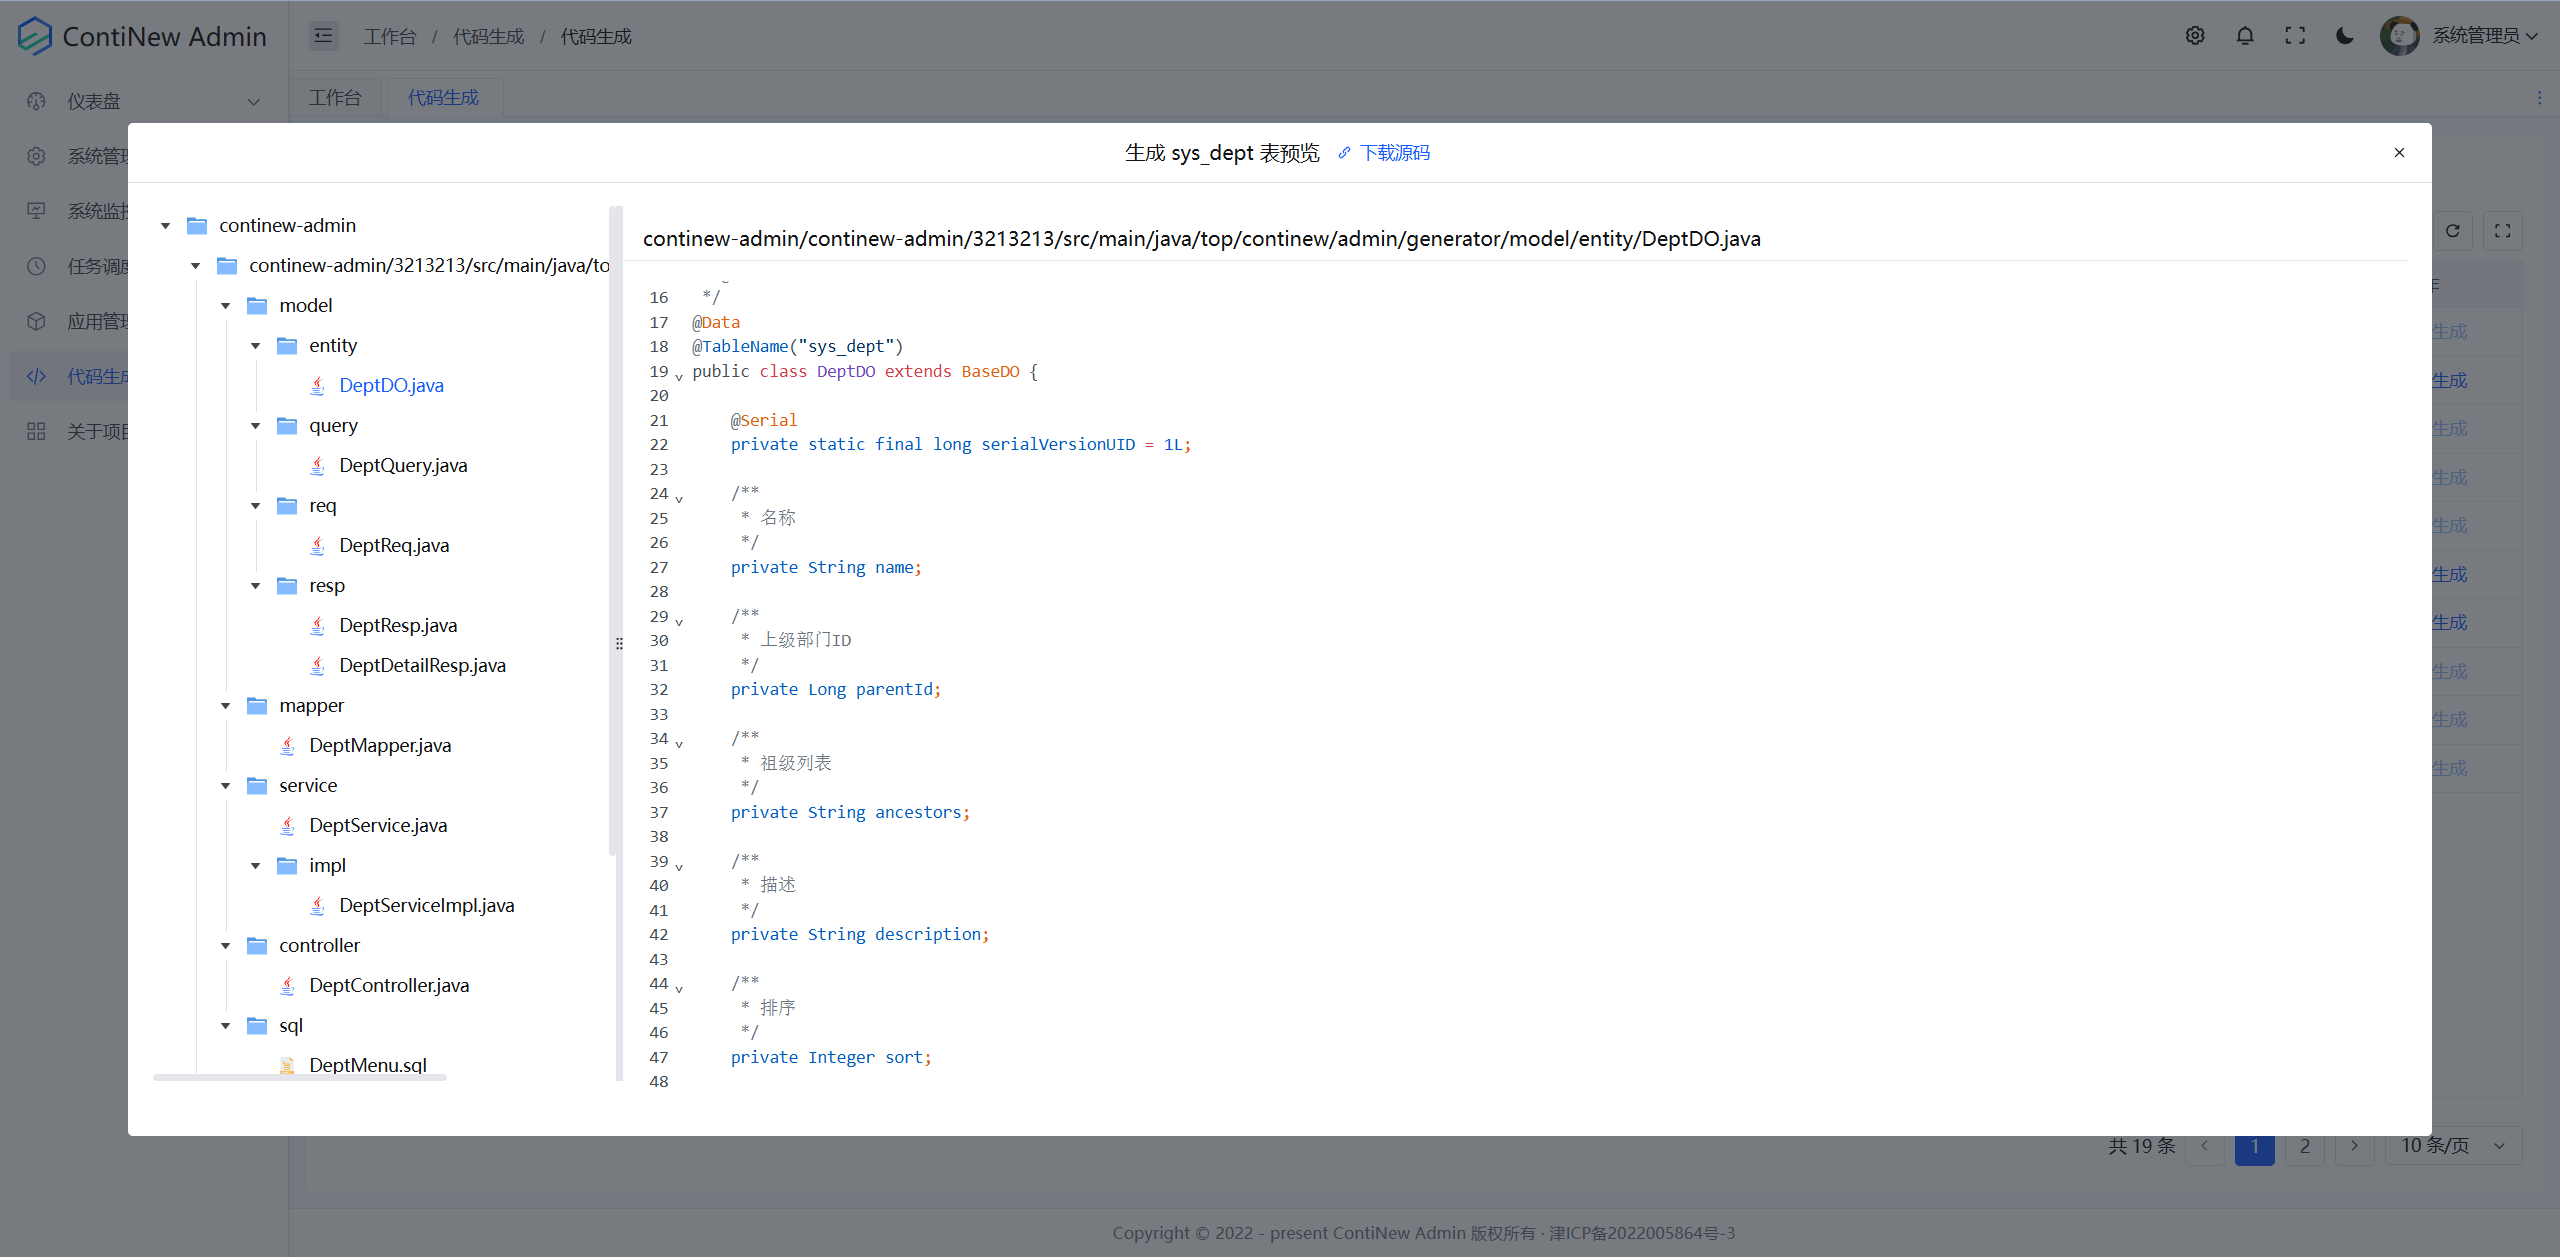 ContiNew Admin
工作台 / 代码生成 / 代码生成
系统管理员
仪表盘
工作台
代码生成
系统管理
系统监控
任务调度
应用管理
代码生成
关于项目
生成 sys_dept 表预览
下载源码
continew-admin
continew-admin/3213213/src/main/java/to
model
entity
DeptDO.java
query
DeptQuery.java
req
DeptReq.java
resp
DeptResp.java
DeptDetailResp.java
mapper
DeptMapper.java
service
DeptService.java
impl
DeptServiceImpl.java
controller
DeptController.java
sql
DeptMenu.sql
continew-admin/continew-admin/3213213/src/main/java/top/continew/admin/generator/model/entity/DeptDO.java
16 */
17 @Data
18 @TableName("sys_dept")
19 public class DeptDO extends BaseDO {
20
21 @Serial
22 private static final long serialVersionUID = 1L;
23
24 /**
25 * 名称
26 */
27 private String name;
28
29 /**
30 * 上级部门ID
31 */
32 private Long parentId;
33
34 /**
35 * 祖级列表
36 */
37 private String ancestors;
38
39 /**
40 * 描述
41 */
42 private String description;
43
44 /**
45 * 排序
46 */
47 private Integer sort;
48
生成
生成
生成
生成
生成
生成
生成
生成
生成
生成
共 19 条
1
2
10 条/页
Copyright © 2022 - present ContiNew Admin 版权所有 · 津ICP备2022005864号-3